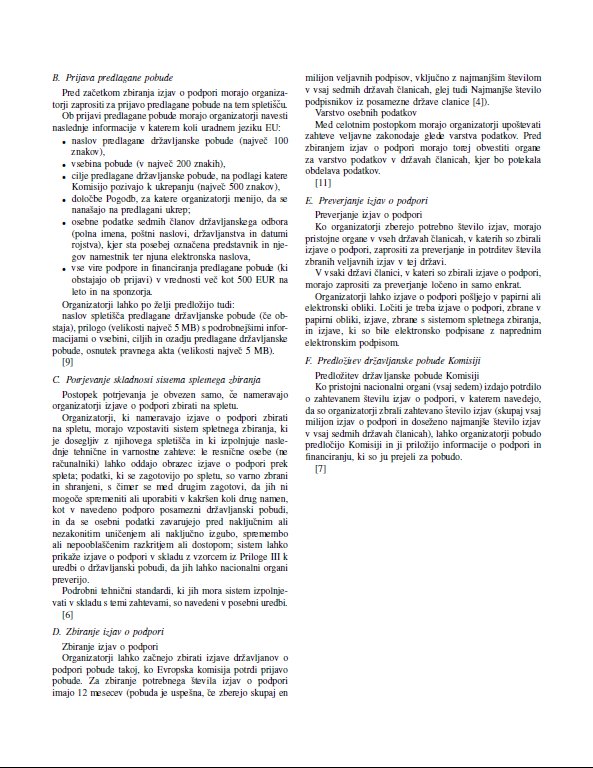 B. Prijava predlagane pobude
Pred začetkom zbiranja izjav o podpori morajo organiza-
torji zaprositi za prijavo predlagane pobude na tem spletišču.
Ob prijavi predlagane pobude morajo organizatorji navesti
naslednje informacije v katerem koli uradnem jeziku EU:
• naslov predlagane državljanske pobude (največ 100
znakov),
• vsebina pobude (v največ 200 znakih),
• cilje predlagane državljanske pobude, na podlagi katere
Komisijo pozivajo k ukrepanju (največ 500 znakov),
• določbe Pogodb, za katere organizatorji menijo, da se
nanašajo na predlagani ukrep;
• osebne podatke sedmih članov državljanskega odbora
(polna imena, poštni naslovi, državljanstva in datumi
rojstva), kjer sta posebej označena predstavnik in nje-
gov namestnik ter njuna elektronska naslova,
• vse vire podpore in financiranja predlagane pobude (ki
obstajajo ob prijavi) v vrednosti več kot 500 EUR na
leto in na sponzorja.
Organizatorji lahko po želji predložijo tudi:
naslov spletišča predlagane državljanske pobude (če ob-
staja), prilogo (velikosti največ 5 MB) s podrobnejšimi infor-
macijami o vsebini, ciljih in ozadju predlagane državljanske
pobude, osnutek pravnega akta (velikosti največ 5 MB).
[9]
C. Potrjevanje skladnosti sistema spletnega zbiranja
Postopek potrjevanja je obvezen samo, če nameravajo
organizatorji izjave o podpori zbirati na spletu.
Organizatorji, ki nameravajo izjave o podpori zbirati
na spletu, morajo vzpostaviti sistem spletnega zbiranja, ki
je dosegljiv z njihovega spletišča in ki izpolnjuje nasle-
dnje tehnične in varnostne zahteve: le resnične osebe (ne
računalniki) lahko oddajo obrazec izjave o podpori prek
spleta; podatki, ki se zagotovijo po spletu, so varno zbrani
in shranjeni, s čimer se med drugim zagotovi, da jih ni
mogoče spremeniti ali uporabiti v kakršen koli drug namen,
kot v navedeno podporo posamezni državljanski pobudi,
in da se osebni podatki zavarujejo pred naključnim ali
nezakonitim uničenjem ali naključno izgubo, spremembo
ali nepooblaščenim razkritjem ali dostopom; sistem lahko
prikaže izjave o podpori v skladu z vzorcem iz Priloge III k
uredbi o državljanski pobudi, da jih lahko nacionalni organi
preverijo.
Podrobni tehnični standardi, ki jih mora sistem izpolnje-
vati v skladu s temi zahtevami, so navedeni v posebni uredbi.
[6]
D. Zbiranje izjav o podpori
Zbiranje izjav o podpori
Organizatorji lahko začnejo zbirati izjave državljanov o
podpori pobude takoj, ko Evropska komisija potrdi prijavo
pobude. Za zbiranje potrebnega števila izjav o podpori
imajo 12 mesecev (pobuda je uspešna, če zberejo skupaj en
milijon veljavnih podpisov, vključno z najmanjšim številom
v vsaj sedmih državah članicah, glej tudi Najmanjše število
podpisnikov iz posamezne države clanice [4]).
Varstvo osebnih podatkov
Med celotnim postopkom morajo organizatorji upoštevati
zahteve veljavne zakonodaje glede varstva podatkov. Pred
zbiranjem izjav o podpori morajo torej obvestiti organe
za varstvo podatkov v državah članicah, kjer bo potekala
obdelava podatkov.
[11]
E. Preverjanje izjav o podpori
Preverjanje izjav o podpori
Ko organizatorji zberejo potrebno število izjav, morajo
pristojne organe v vseh državah članicah, v katerih so zbirali
izjave o podpori, zaprositi za preverjanje in potrditev števila
zbranih veljavnih izjav v tej državi.
V vsaki državi članici, v kateri so zbirali izjave o podpori,
morajo zaprositi za preverjanje ločeno in samo enkrat.
Organizatorji lahko izjave o podpori pošljejo v papirni ali
elektronski obliki. Ločiti je treba izjave o podpori, zbrane v
papirni obliki, izjave, zbrane s sistemom spletnega zbiranja,
in izjave, ki so bile elektronsko podpisane z naprednim
elektronskim podpisom.
F. Predložitev državljanske pobude Komisiji
Predložitev državljanske pobude Komisiji
Ko pristojni nacionalni organi (vsaj sedem) izdajo potrdilo
o zahtevanem številu izjav o podpori, v katerem navedejo,
da so organizatorji zbrali zahtevano število izjav (skupaj vsaj
milijon izjav o podpori in doseženo najmanjše število izjav
v vsaj sedmih državah članicah), lahko organizatorji pobudo
predložijo Komisiji in ji priložijo informacije o podpori in
financiranju, ki so ju prejeli za pobudo.
[7]